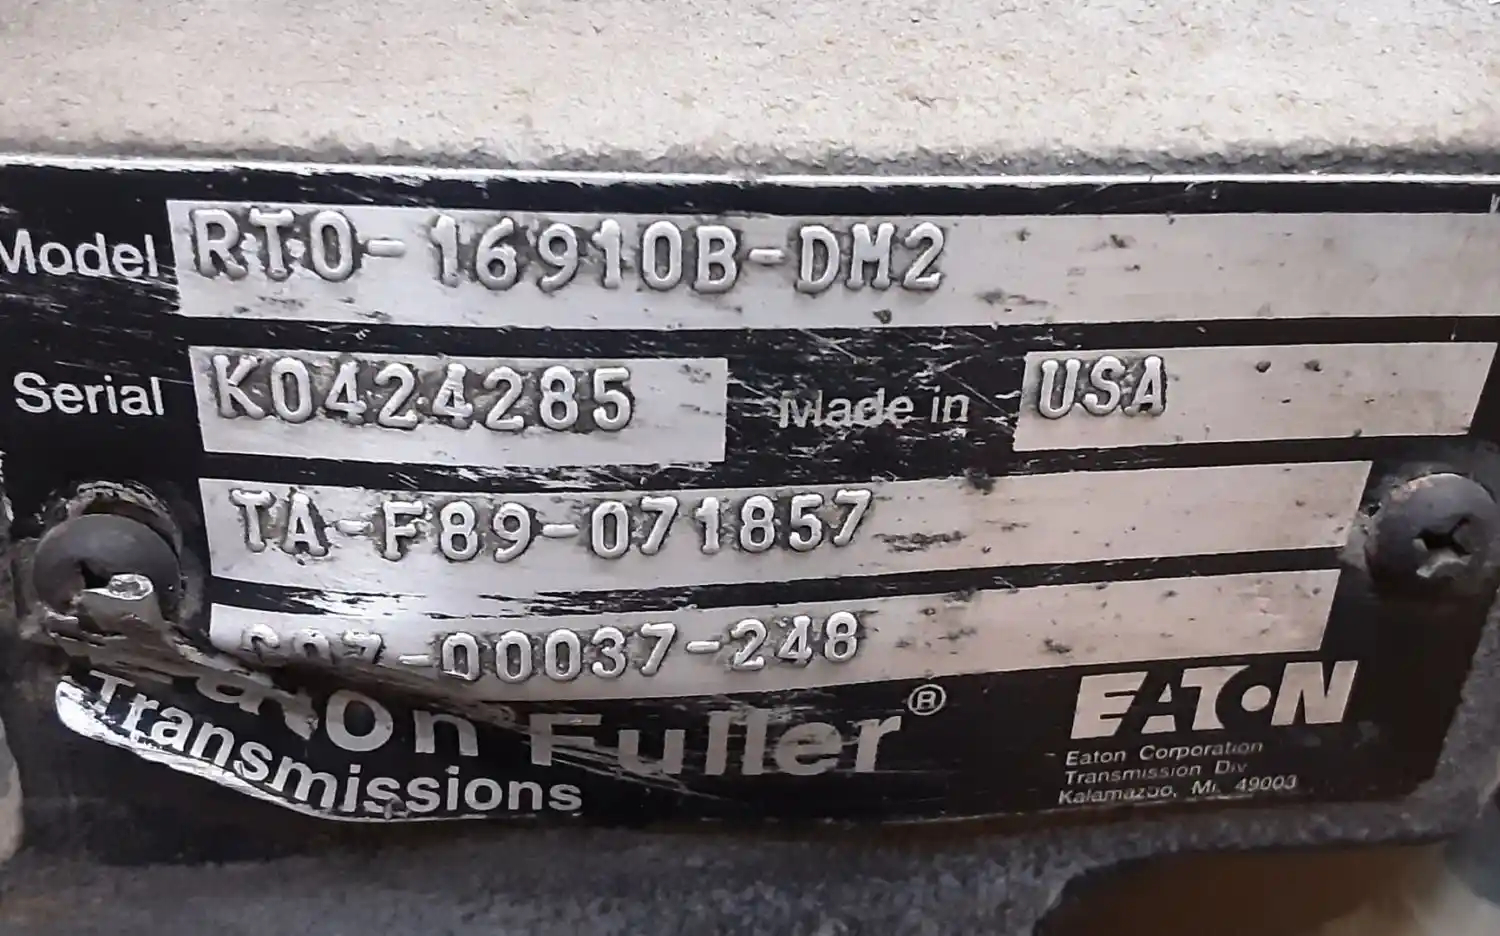 Model RTO-16910B-DM2
Serial K0424285 Made in USA
TA-F89-071857
-00037-248
Eaton Fuller®
Transmissions
EATON
Eaton Corporation
Transmission Div
Kalamazoo, Mi. 49003